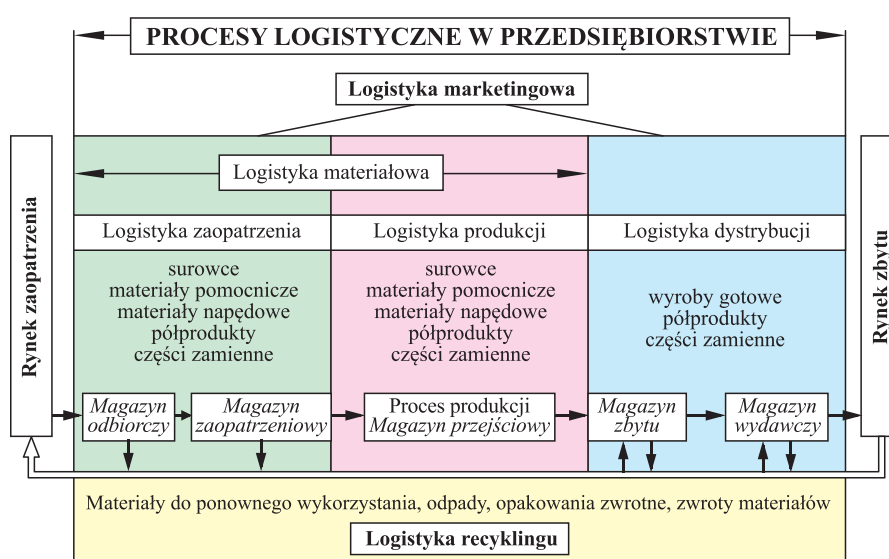 PROCESY LOGISTYCZNE W PRZEDSIĘBIORSTWIE
Logistyka marketingowa
Rynek zaopatrzenia
Logistyka materiałowa
Logistyka zaopatrzenia
surowce
materiały pomocnicze
materiały napędowe
półprodukty
części zamienne
Logistyka produkcji
surowce
materiały pomocnicze
materiały napędowe
półprodukty
części zamienne
Logistyka dystrybucji
wyroby gotowe
półprodukty
części zamienne
Rynek zbytu
Magazyn
odbiorczy
Magazyn
zaopatrzeniowy
Proces produkcji
Magazyn przejściowy
Magazyn
zbytu
Magazyn
wydawczy
Materiały do ponownego wykorzystania, odpady, opakowania zwrotne, zwroty materiałów
Logistyka recyklingu